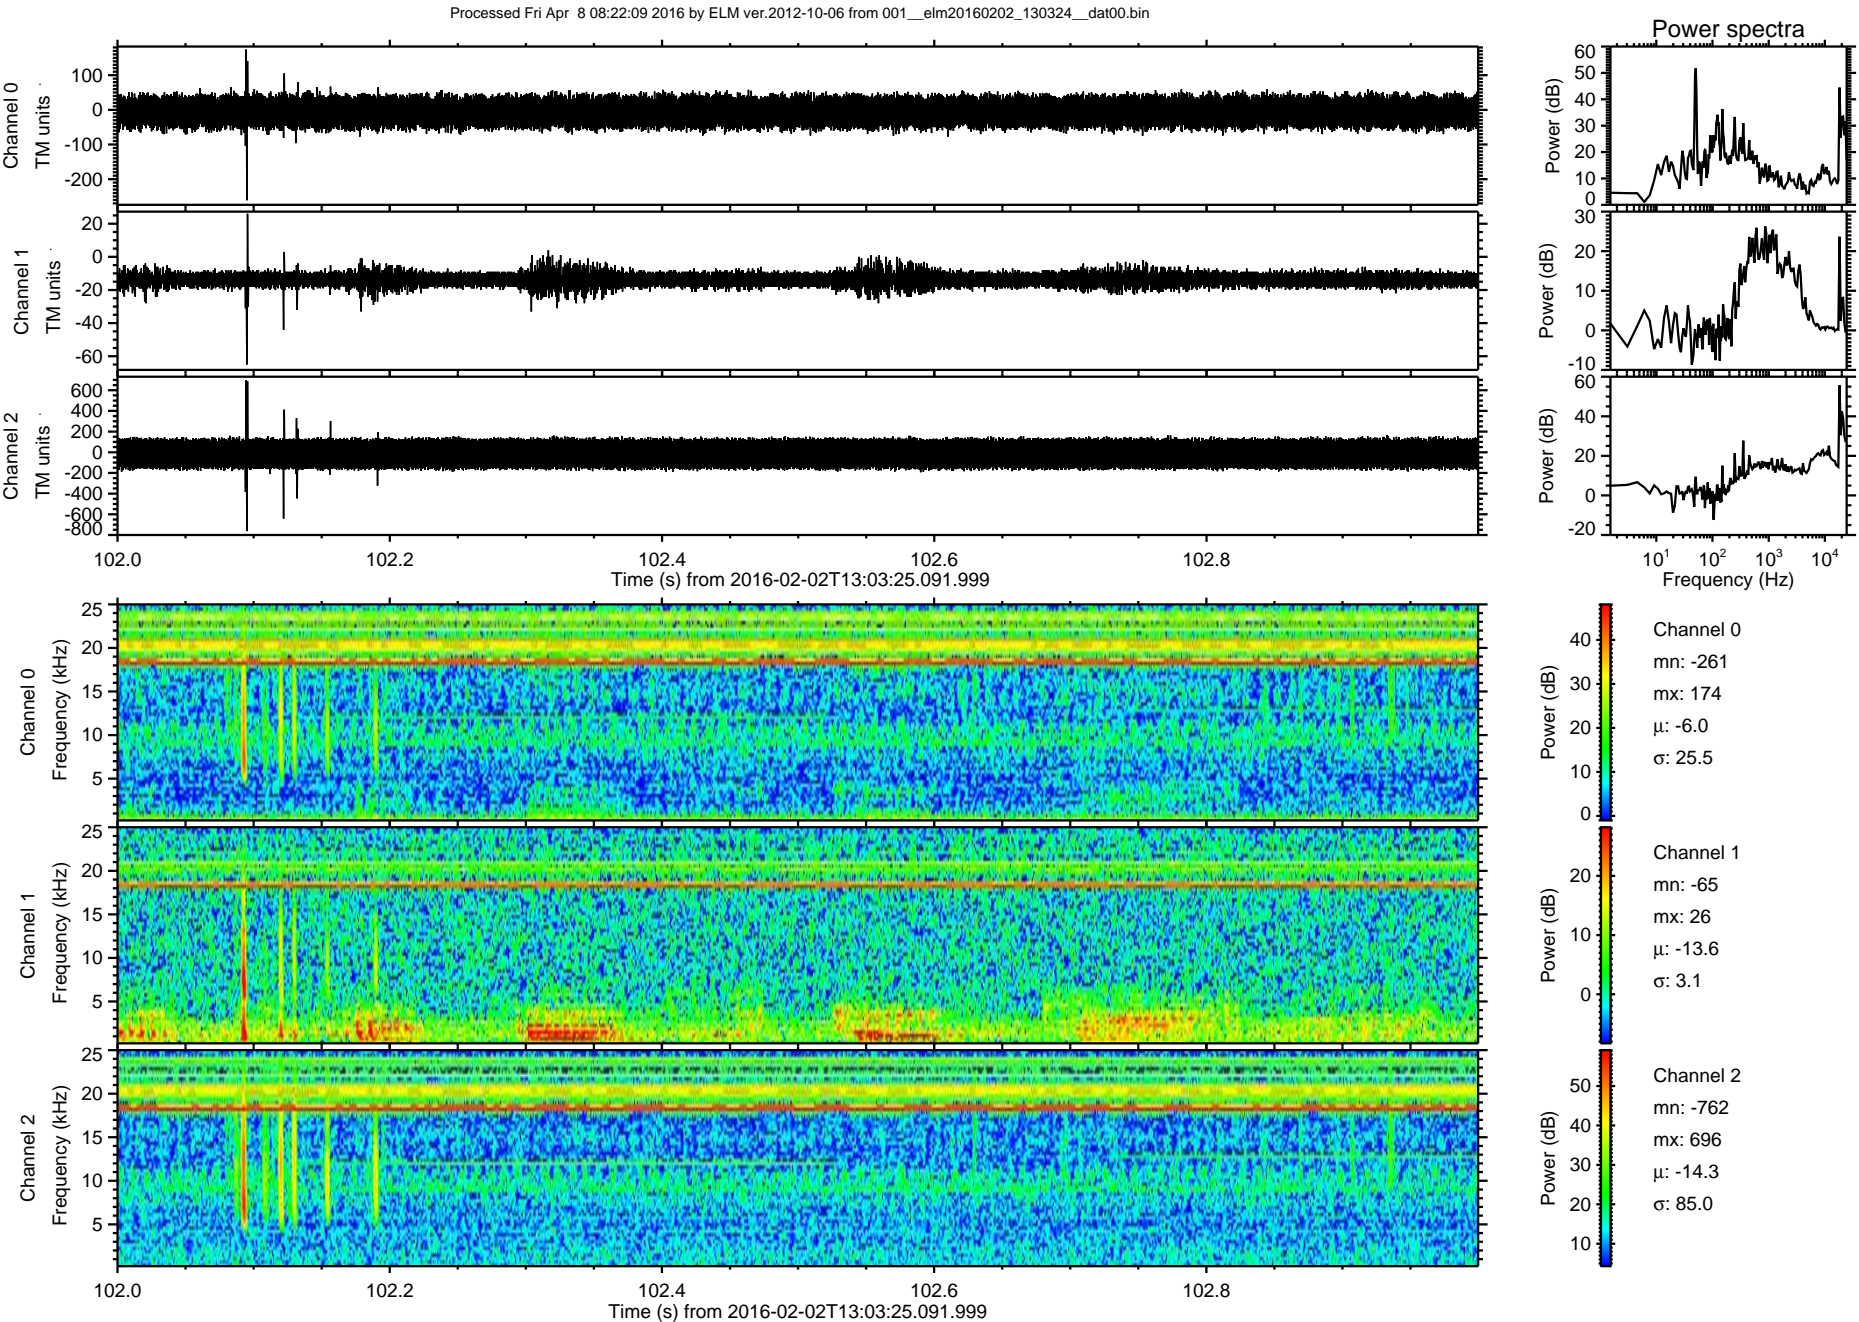 Processed Fri Apr  8 08:22:09 2016 by ELM ver.2012-10-06 from 001__elm20160202_130324__dat00.bin
Power spectra
Channel 0
TM units
100
0
-100
-200
Power (dB)
60
50
40
30
20
10
0
Channel 1
TM units
20
0
-20
-40
-60
Power (dB)
30
20
10
0
-10
Channel 2
TM units
600
400
200
0
-200
-400
-600
-800
Power (dB)
60
40
20
0
-20
102.0
102.2
102.4
102.6
102.8
Time (s) from 2016-02-02T13:03:25.091.999
10^1
10^2
10^3
10^4
Frequency (Hz)
Channel 0
Frequency (kHz)
25
20
15
10
5
Power (dB)
40
30
20
10
0
Channel 0
mn: -261
mx: 174
µ: -6.0
σ: 25.5
Channel 1
Frequency (kHz)
25
20
15
10
5
Power (dB)
20
10
0
Channel 1
mn: -65
mx: 26
µ: -13.6
σ: 3.1
Channel 2
Frequency (kHz)
25
20
15
10
5
Power (dB)
50
40
30
20
10
Channel 2
mn: -762
mx: 696
µ: -14.3
σ: 85.0
102.0
102.2
102.4
102.6
102.8
Time (s) from 2016-02-02T13:03:25.091.999